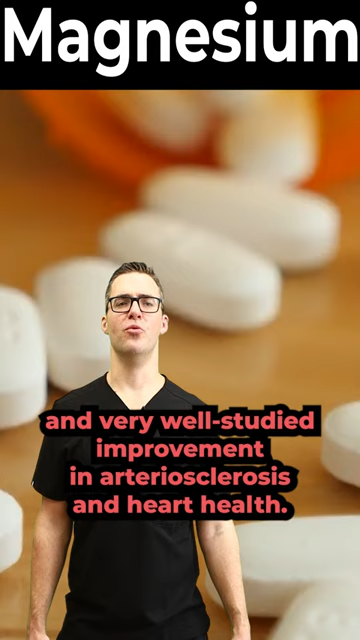 Magnesium
and very well-studied
improvement
in arteriosclerosis
and heart health.